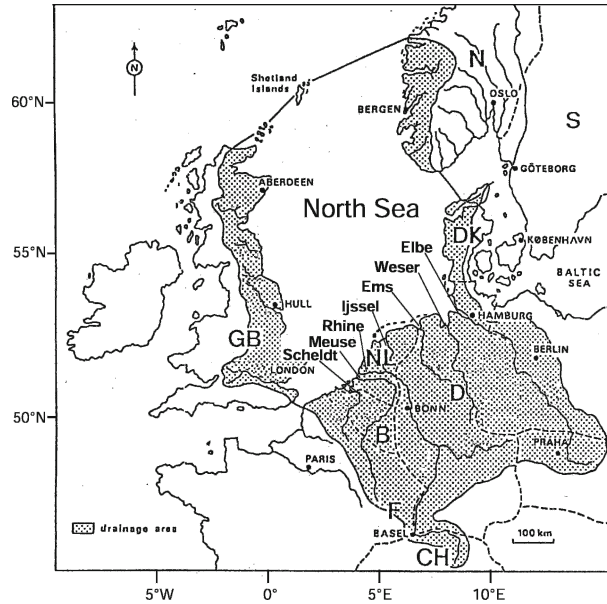 N
Shetland
Islands
N
60°N
BERGEN
OSLO
S
GÖTEBORG
ABERDEEN
North Sea
DK
KØBENHAVN
55°N
Elbe
Weser
BALTIC
SEA
Ems
HULL
Ijssel
HAMBURG
GB
Rhine
Meuse
NL
BERLIN
Scheldt
LONDON
D
50°N
BONN
B
PRAHA
PARIS
F
drainage area
BASEL
100 km
CH
5°W
0°
5°E
10°E